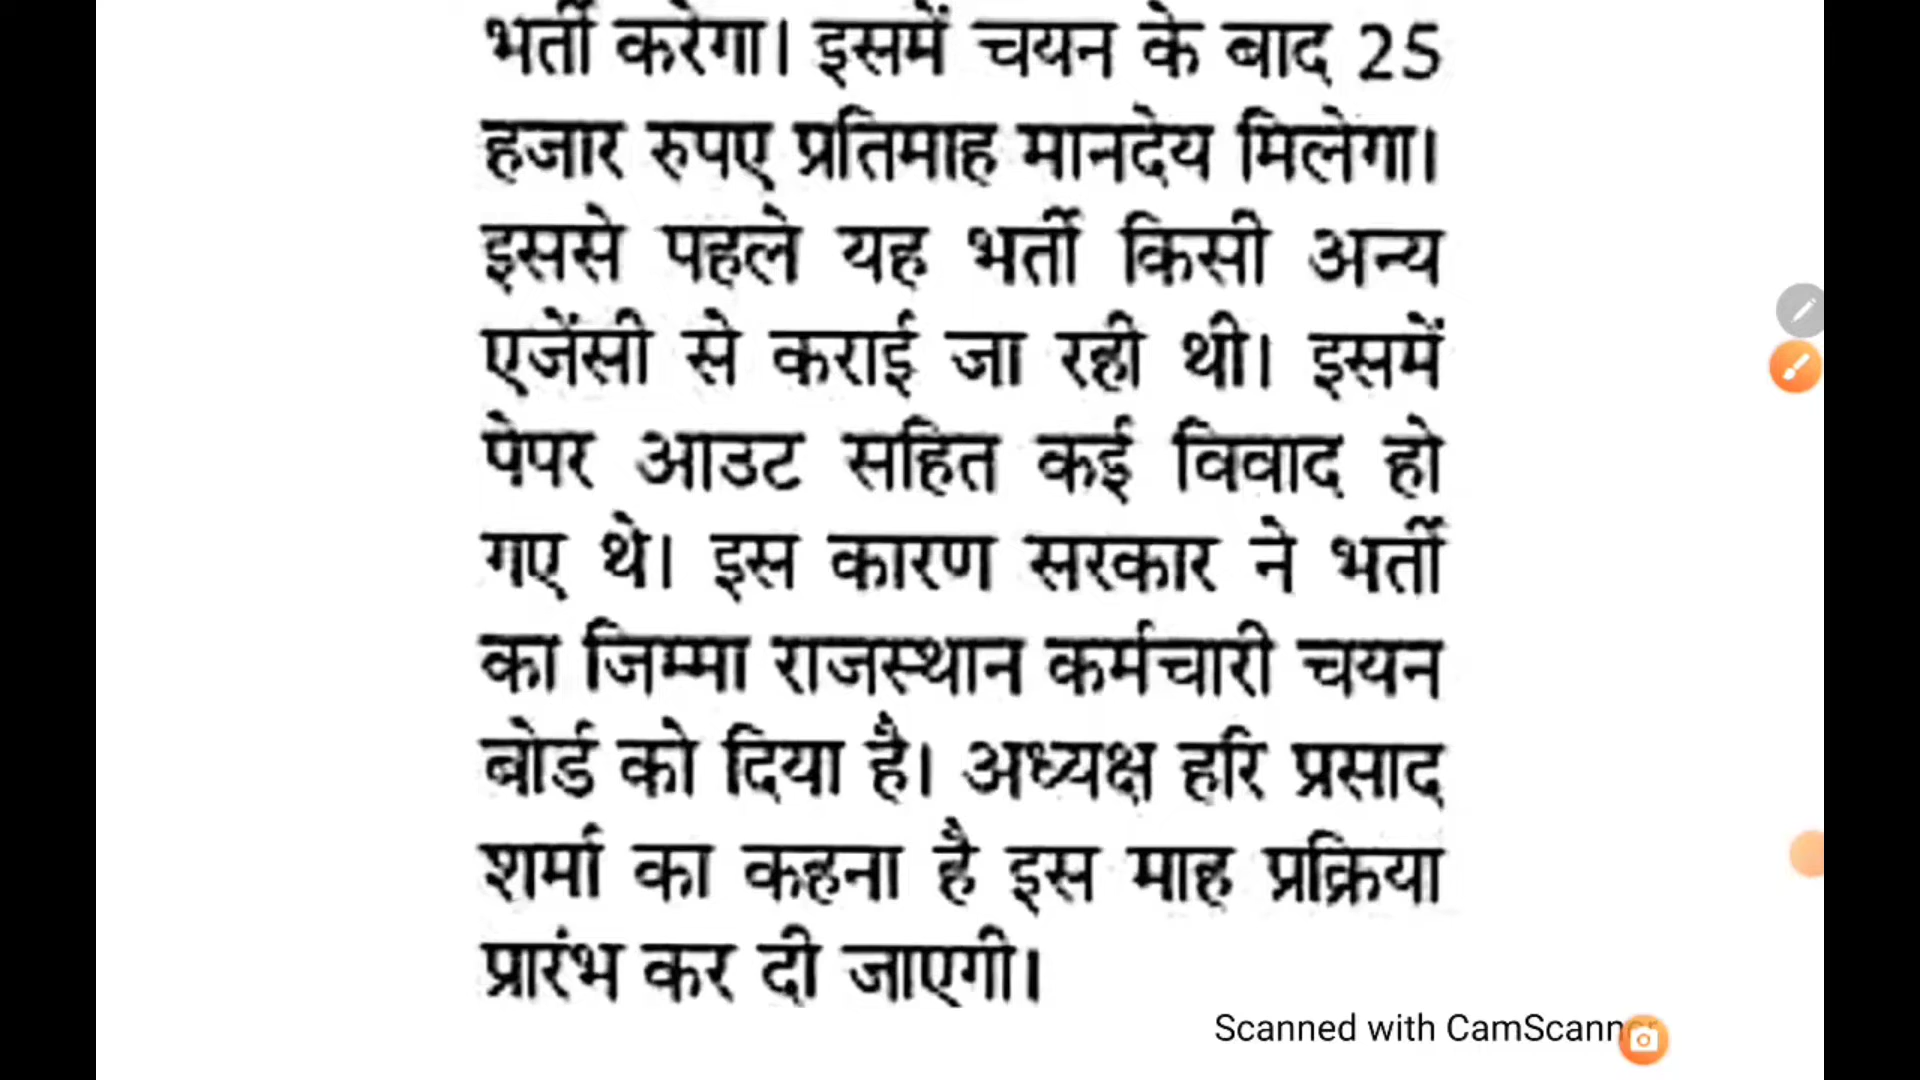 भर्ती करेगा। इसमें चयन के बाद 25
हजार रुपए प्रतिमाह मानदेय मिलेगा।
इससे पहले यह भर्ती किसी अन्य
एजेंसी से कराई जा रही थी। इसमें
पेपर आउट सहित कई विवाद हो
गए थे। इस कारण सरकार ने भर्ती
का जिम्मा राजस्थान कर्मचारी चयन
बोर्ड को दिया है। अध्यक्ष हरि प्रसाद
शर्मा का कहना है इस माह प्रक्रिया
प्रारंभ कर दी जाएगी।
Scanned with CamScanner